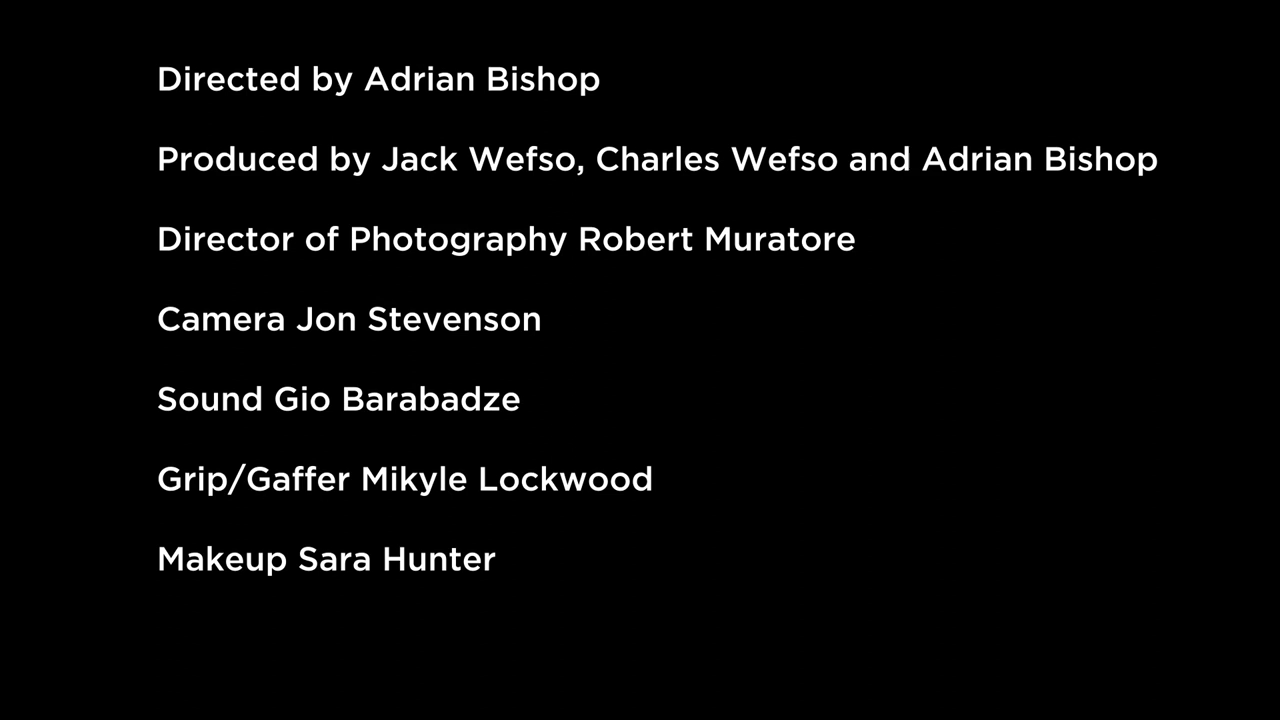 Directed by Adrian Bishop
Produced by Jack Wefso, Charles Wefso and Adrian Bishop
Director of Photography Robert Muratore
Camera Jon Stevenson
Sound Gio Barabadze
Grip/Gaffer Mikyle Lockwood
Makeup Sara Hunter